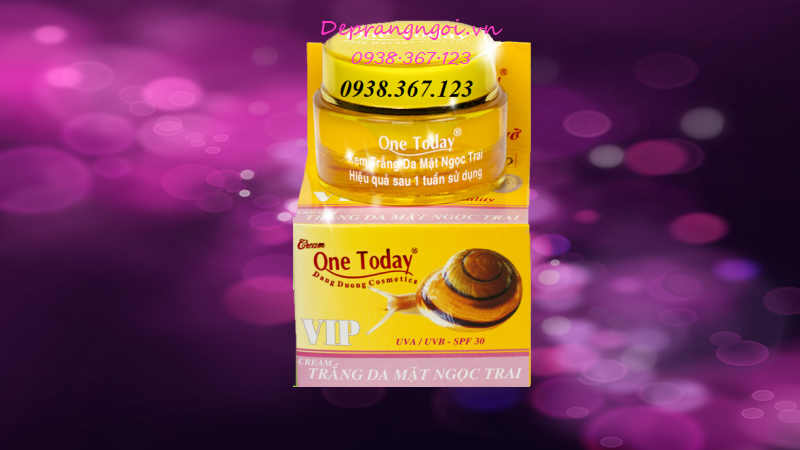 Deprangngoi.vn
0938.367.123
0938.367.123
One Today®
Kem Trắng Da Mặt Ngọc Trai
Hiệu quả sau 1 tuần sử dụng
CREAM
TRẮNG DA MẶT NGỌC TRAI
Cream
One Today®
Dang Duong Cosmetics
VIP
UVA / UVB - SPF 30
CREAM
TRẮNG DA MẶT NGỌC TRAI